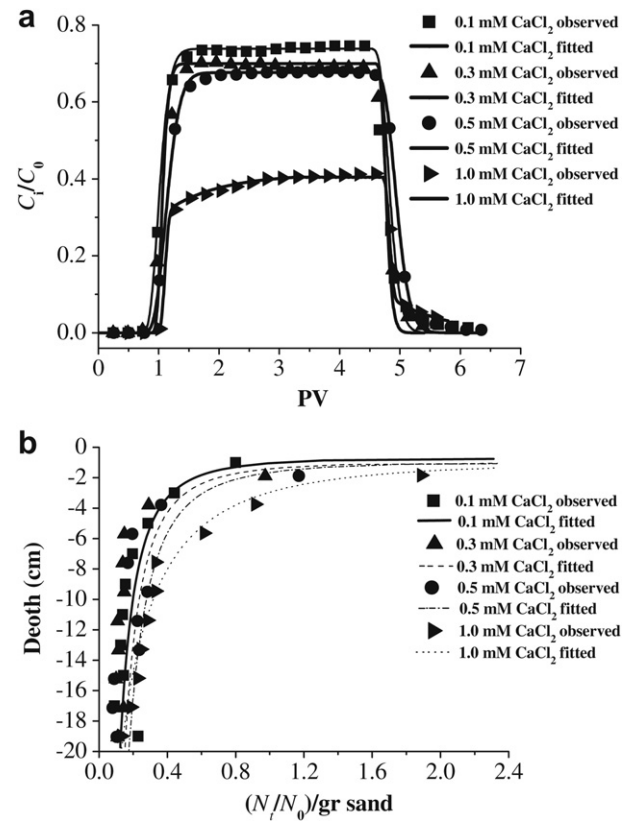 a
0.8
0.6
0.4
0.2
0.0
C_i/C_0
0 1 2 3 4 5 6 7
PV
0.1 mM CaCl2 observed
0.1 mM CaCl2 fitted
0.3 mM CaCl2 observed
0.3 mM CaCl2 fitted
0.5 mM CaCl2 observed
0.5 mM CaCl2 fitted
1.0 mM CaCl2 observed
1.0 mM CaCl2 fitted
b
0
-2
-4
-6
-8
-10
-12
-14
-16
-18
-20
Deoth (cm)
0.0 0.4 0.8 1.2 1.6 2.0 2.4
(N_t/N_0)/gr sand
0.1 mM CaCl2 observed
0.1 mM CaCl2 fitted
0.3 mM CaCl2 observed
0.3 mM CaCl2 fitted
0.5 mM CaCl2 observed
0.5 mM CaCl2 fitted
1.0 mM CaCl2 observed
1.0 mM CaCl2 fitted